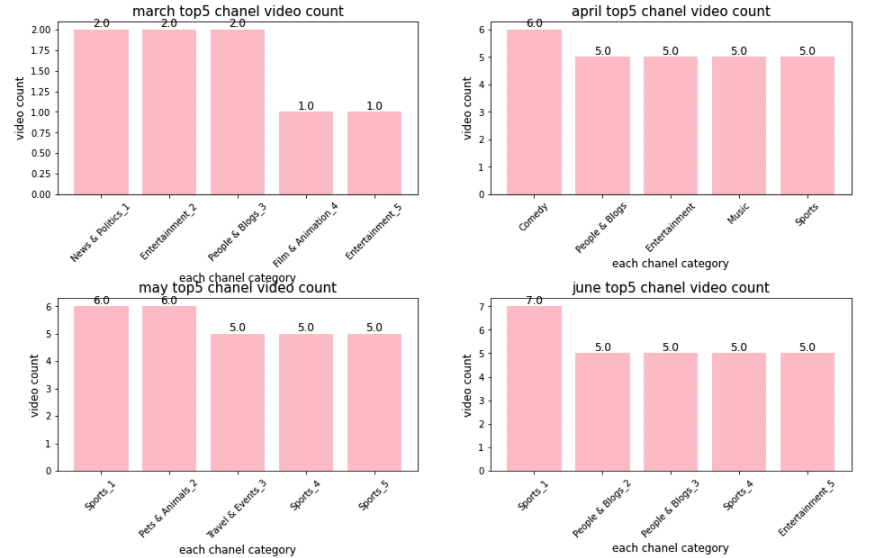 march top5 chanel video count
2.00
1.75
1.50
1.25
1.00
0.75
0.50
0.25
0.00
video count
2.0 2.0 2.0 1.0 1.0
News & Politics_1 Entertainment_2 People & Blogs_3 Film & Animation_4 Entertainment_5
each chanel category
april top5 chanel video count
6
5
4
3
2
1
0
video count
6.0 5.0 5.0 5.0 5.0
Comedy People & Blogs Entertainment Music Sports
each chanel category
may top5 chanel video count
6
5
4
3
2
1
0
video count
6.0 6.0 5.0 5.0 5.0
Sports_1 Pets & Animals_2 Travel & Events_3 Sports_4 Sports_5
each chanel category
june top5 chanel video count
7
6
5
4
3
2
1
0
video count
7.0 5.0 5.0 5.0 5.0
Sports_1 People & Blogs_2 People & Blogs_3 Sports_4 Entertainment_5
each chanel category